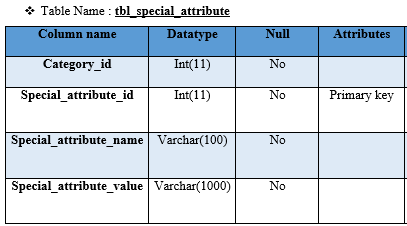 ❖ Table Name : tbl_special_attribute
Column name Datatype Null Attributes
Category_id Int(11) No
Special_attribute_id Int(11) No Primary key
Special_attribute_name Varchar(100) No
Special_attribute_value Varchar(1000) No